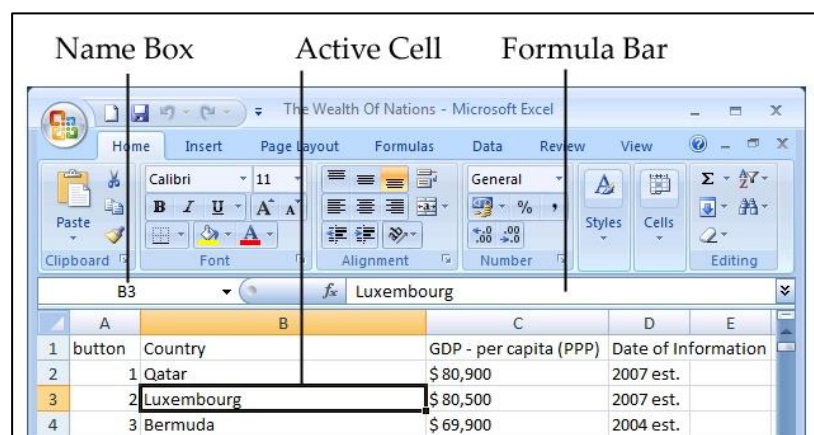 Name Box Active Cell Formula Bar
The Wealth Of Nations - Microsoft Excel
Home Insert Page Layout Formulas Data Review View
Calibri 11 General
Paste B I U A A % , Styles Cells Σ
A .00 .0
Clipboard Font Alignment Number Editing
B3 fx Luxembourg
A B C D E
1 button Country GDP - per capita (PPP) Date of Information
2 1 Qatar $ 80,900 2007 est.
3 2 Luxembourg $ 80,500 2007 est.
4 3 Bermuda $ 69,900 2004 est.